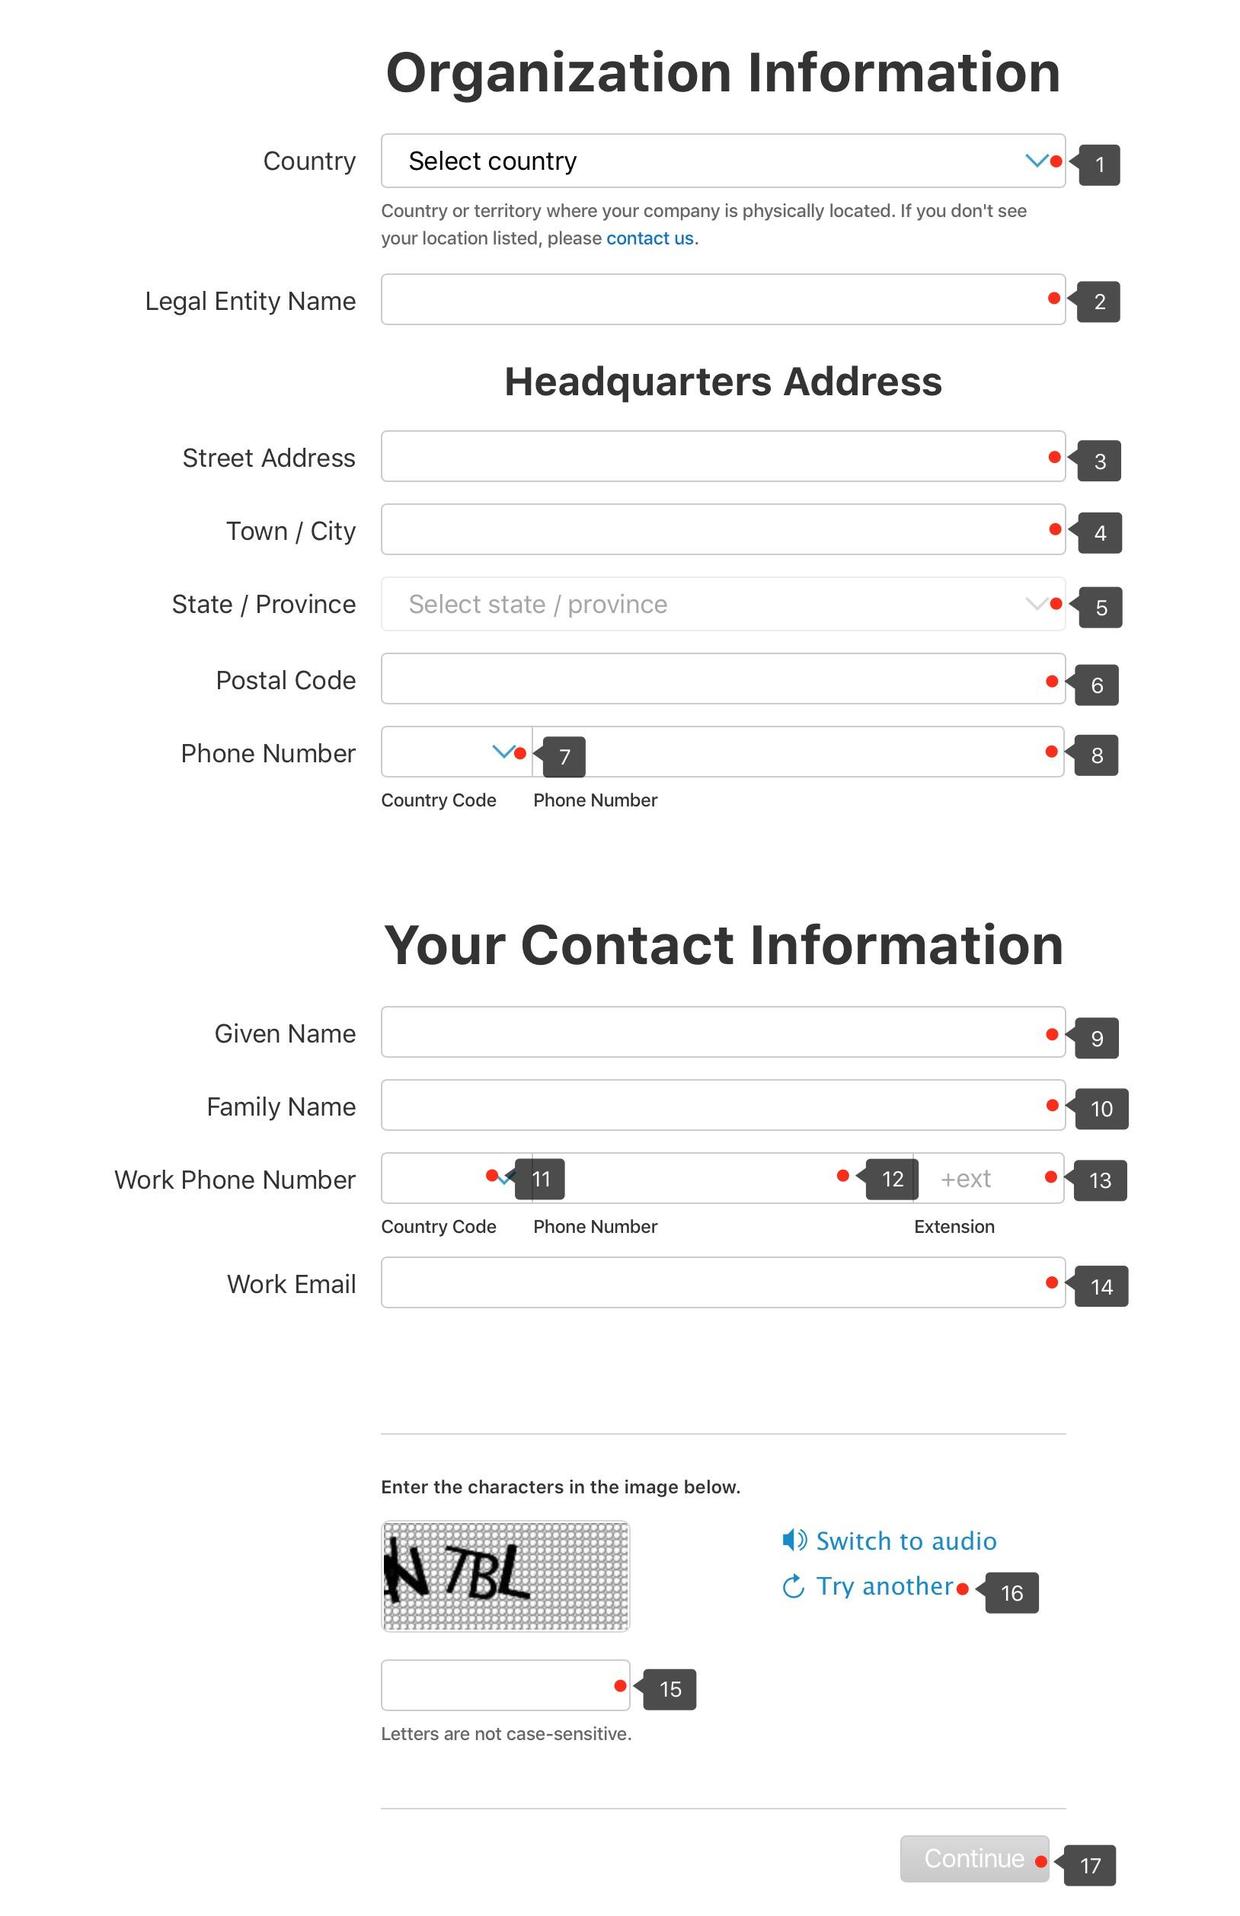 Organization Information
Country
Select country
1
Country or territory where your company is physically located. If you don't see
your location listed, please contact us.
Legal Entity Name
2
Headquarters Address
Street Address
3
Town / City
4
State / Province
Select state / province
5
Postal Code
6
Phone Number
7
8
Country Code Phone Number
Your Contact Information
Given Name
9
Family Name
10
Work Phone Number
11
12
+ext
13
Country Code Phone Number Extension
Work Email
14
Enter the characters in the image below.
N7BL
Switch to audio
Try another
16
15
Letters are not case-sensitive.
Continue
17